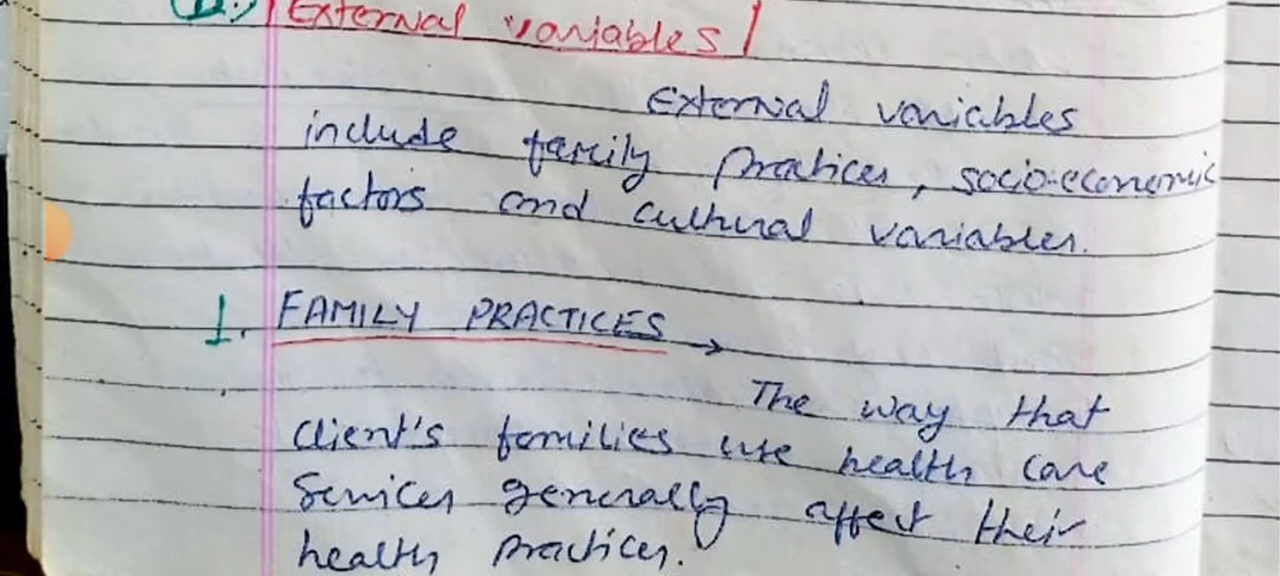 External variables
External variables
include family practices, socio-economic
factors and cultural variables.
1. FAMILY PRACTICES →
The way that
client's families use health care
services generally affect their
health practices.